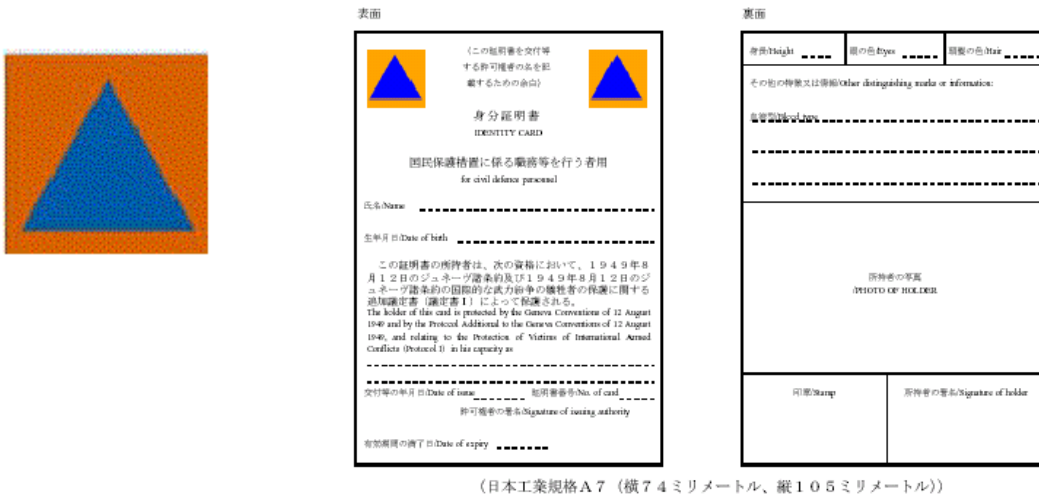 表面
(この証明書を交付等
する許可権者の名を記
載するための余白)
身分証明書
IDENTITY CARD
国民保護措置に係る職務等を行う者用
for civil defence personnel
氏名/Name
生年月日/Date of birth
この証明書の所持者は、次の資格において、1949年8
月12日のジュネーヴ諸条約及び1949年8月12日のジ
ュネーヴ諸条約の国際的な武力紛争の犠牲者の保護に関する
追加議定書(議定書Ⅰ)によって保護される。
The holder of this card is protected by the Geneva Conventions of 12 August
1949 and by the Protocol Additional to the Geneva Conventions of 12 August
1949, and relating to the Protection of Victims of International Armed
Conflicts (Protocol I) in his capacity as
交付等の年月日/Date of issue 証明書番号/No. of card
許可権者の署名/Signature of issuing authority
有効期間の満了日/Date of expiry
裏面
身長/Height 眼の色/Eyes 頭髪の色/Hair
その他の特徴又は情報/Other distinguishing marks or information:
血液型/Blood type
所持者の写真
/PHOTO OF HOLDER
印章/Stamp 所持者の署名/Signature of holder
(日本工業規格A7(横74ミリメートル、縦105ミリメートル))